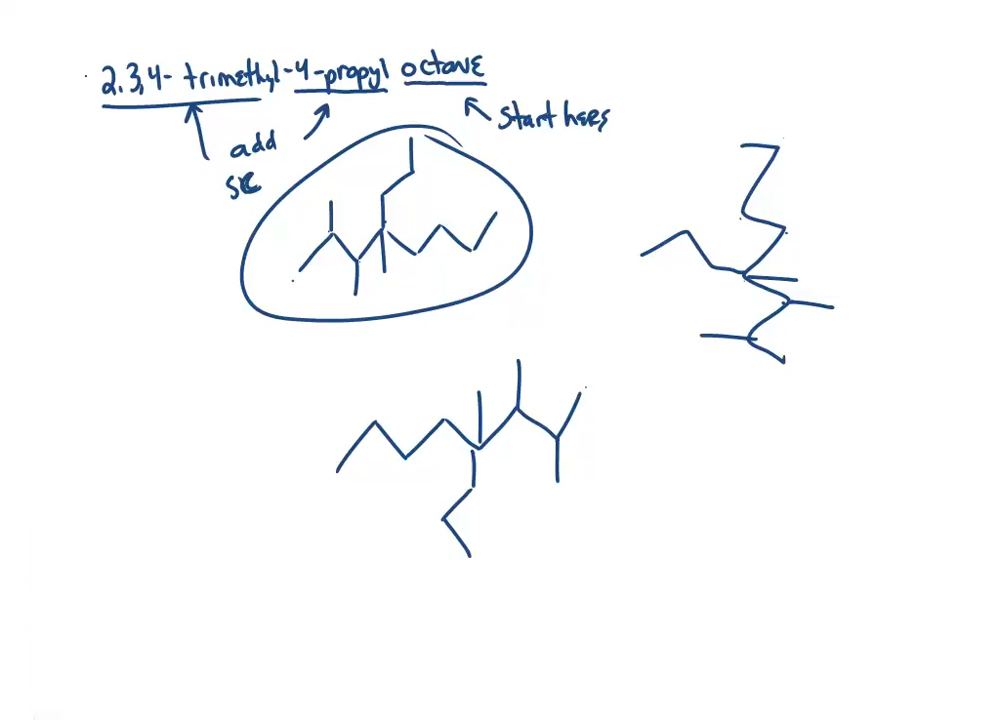 2,3,4- trimethyl-4-propyl octane
start here
add